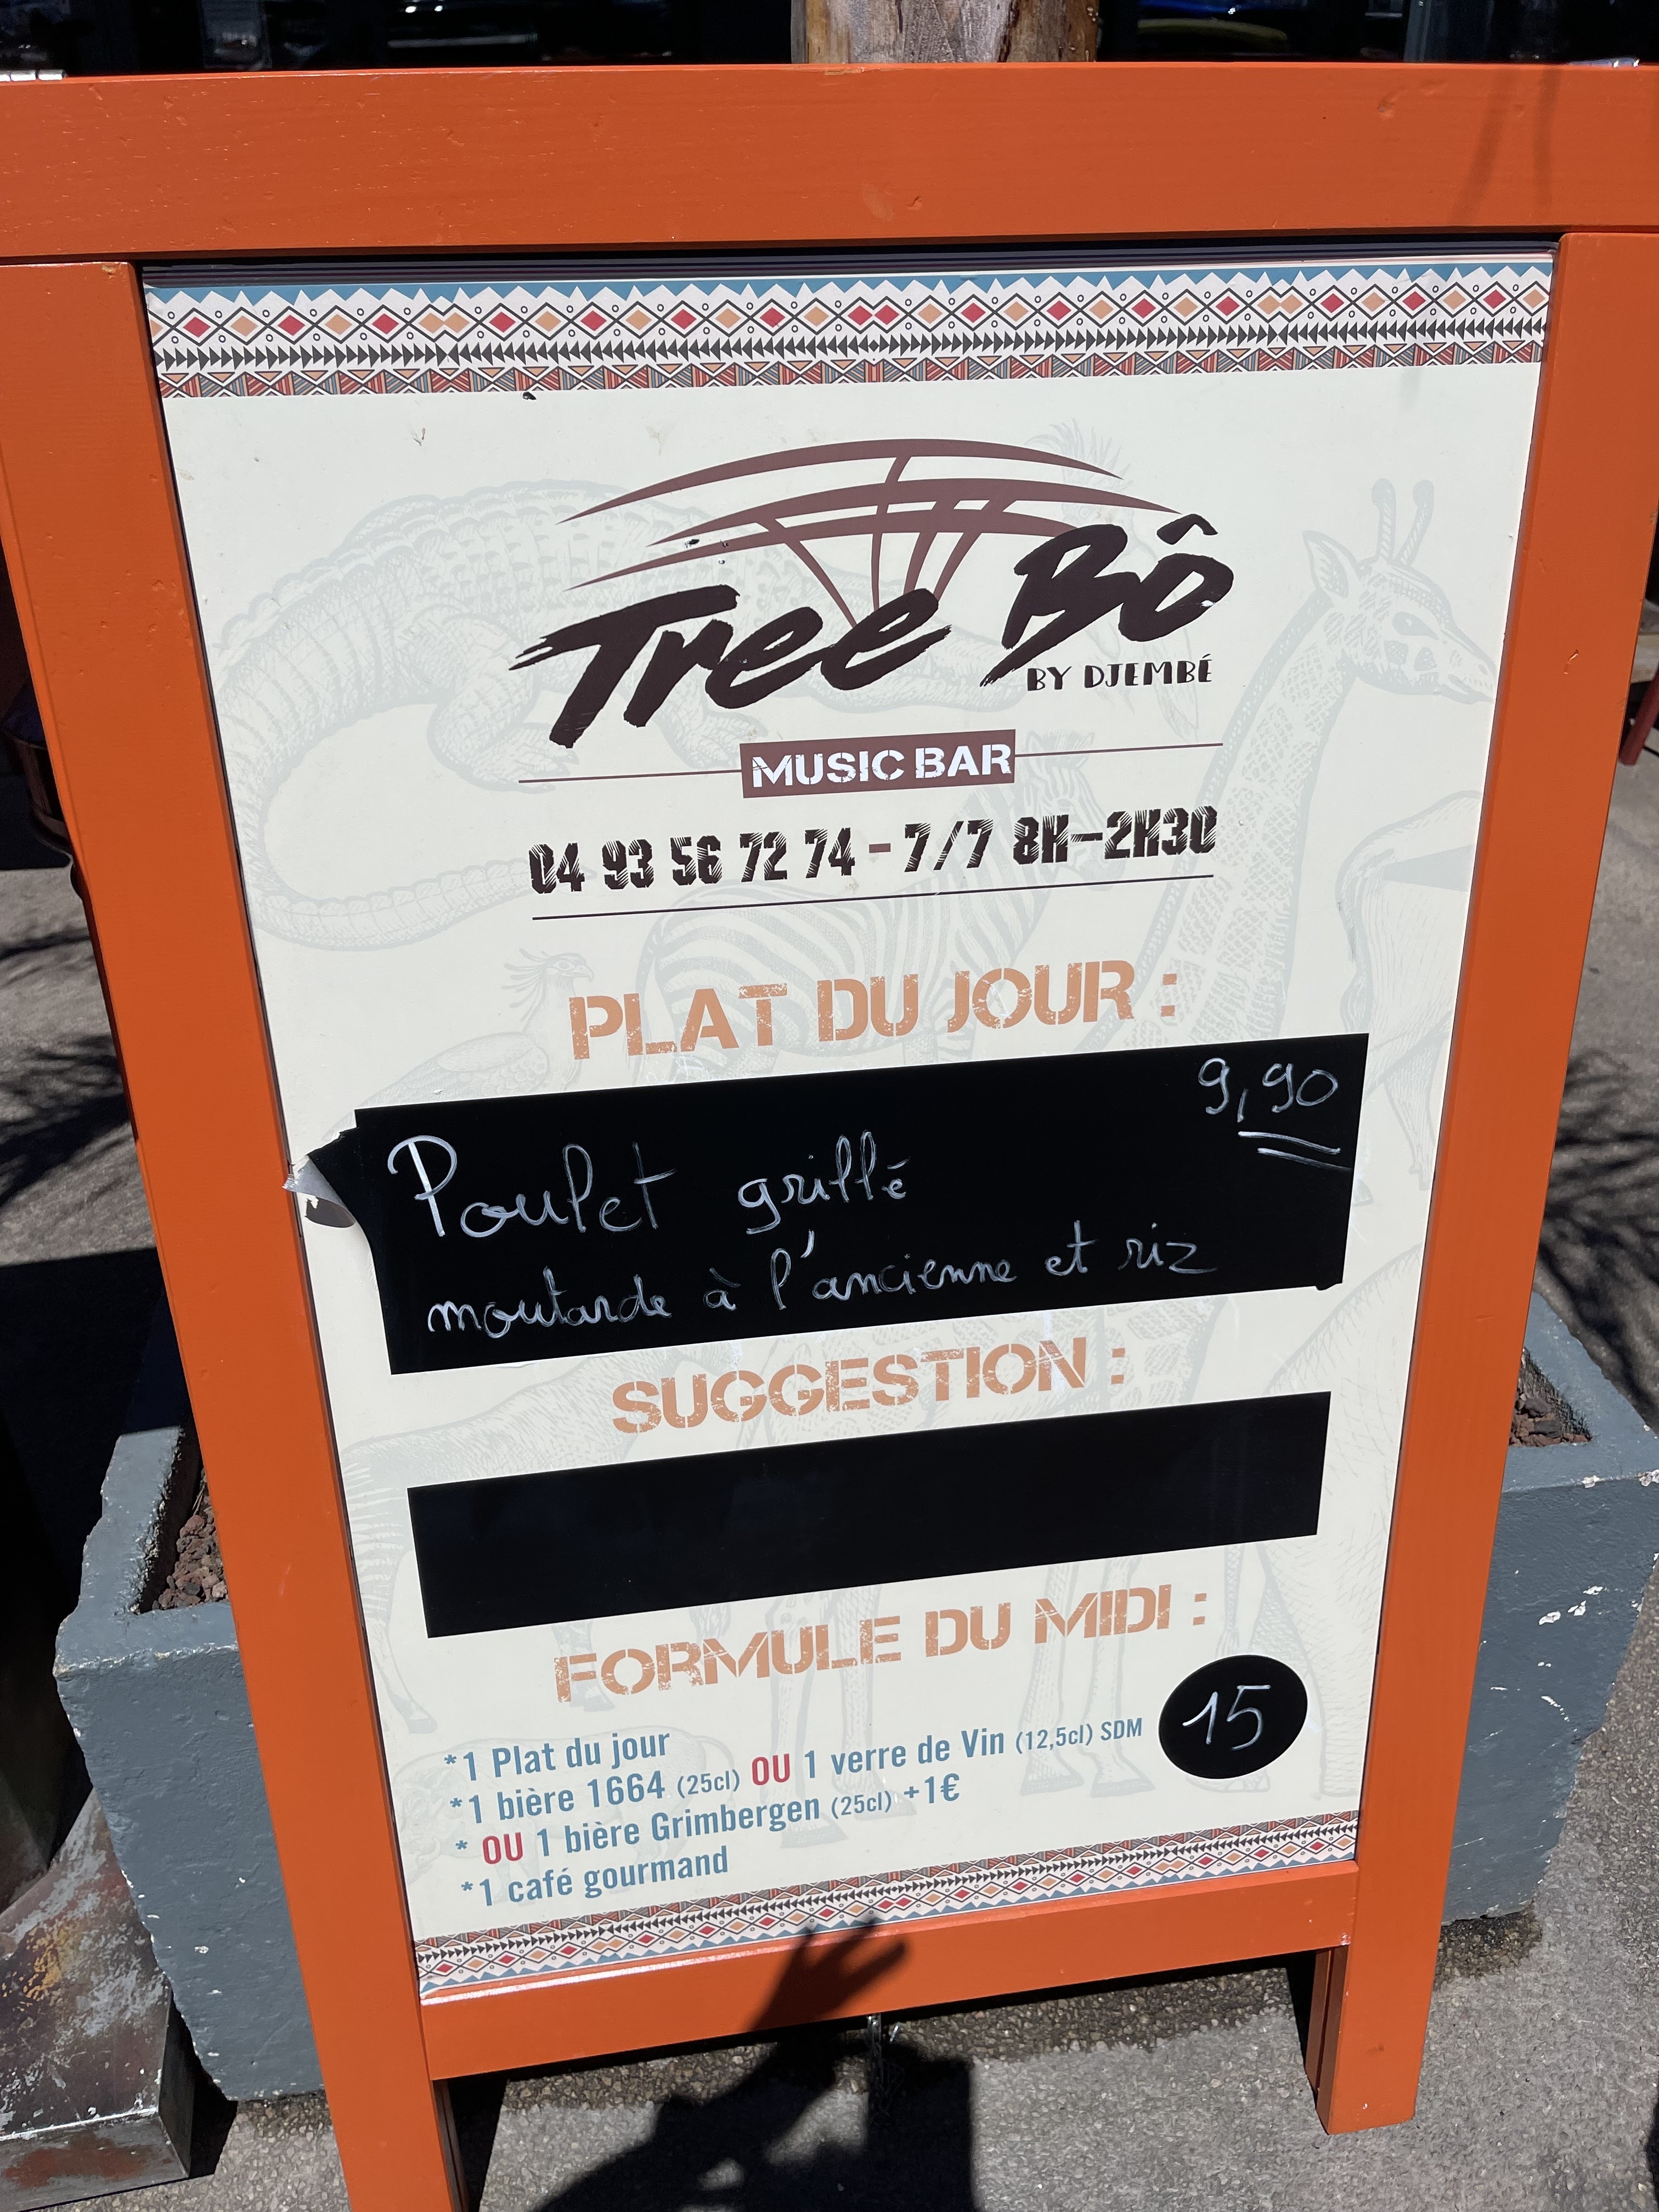 Tree Bô
BY DJEMBÉ
MUSIC BAR
04 93 56 72 74 - 7/7 8H-2H30
PLAT DU JOUR :
9,90
Poulet grillé
moutarde à l'ancienne et riz
SUGGESTION :
FORMULE DU MIDI :
15
*1 Plat du jour
*1 bière 1664 (25cl) OU 1 verre de Vin (12,5cl) SDM
* OU 1 bière Grimbergen (25cl) +1€
*1 café gourmand